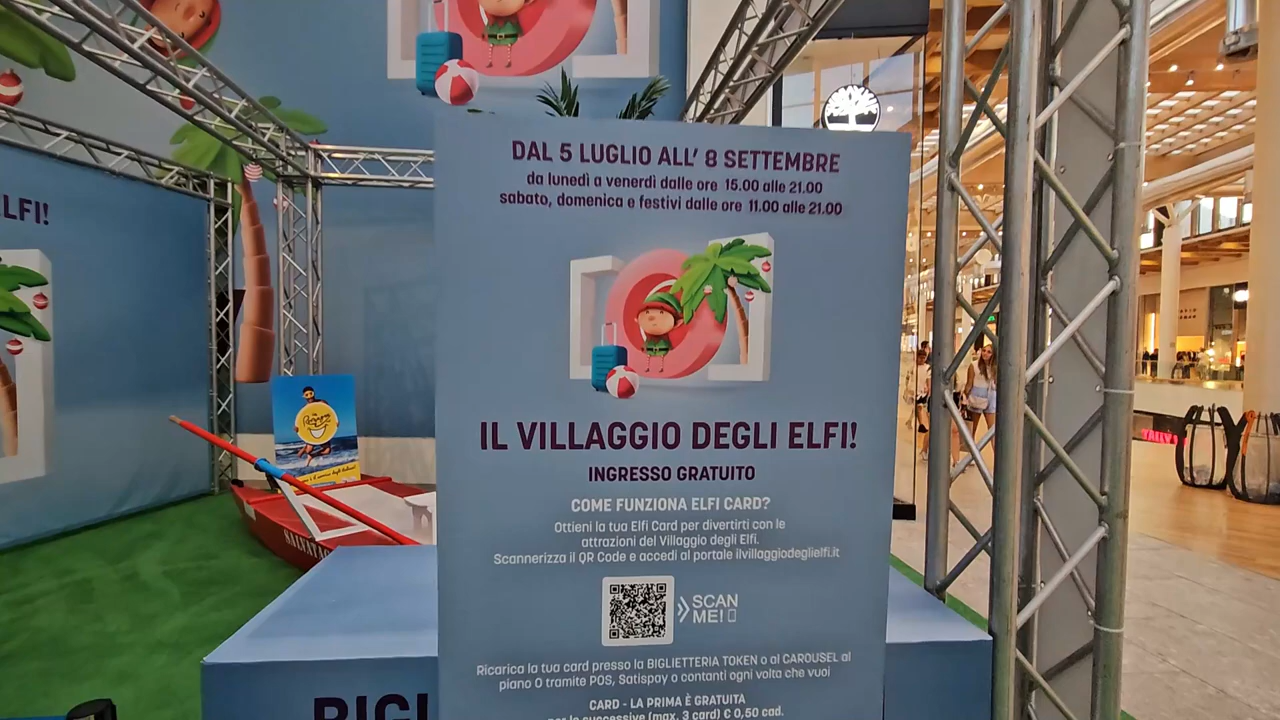 DAL 5 LUGLIO ALL' 8 SETTEMBRE
da lunedì a venerdì dalle ore 15.00 alle 21.00
sabato, domenica e festivi dalle ore 11.00 alle 21.00
LFI!
IL VILLAGGIO DEGLI ELFI!
INGRESSO GRATUITO
COME FUNZIONA ELFI CARD?
Ottieni la tua Elfi Card per divertirti con le
attrazioni del Villaggio degli Elfi.
Scannerizza il QR Code e accedi al portale ilvillaggiodeglielfi.it
SCAN
ME!
SALVATAG
Ricarica la tua card presso la BIGLIETTERIA TOKEN o al CAROUSEL al
piano 0 tramite POS, Satispay o contanti ogni volta che vuoi
CARD - LA PRIMA È GRATUITA
per le successive (max. 3 card) € 0,50 cad.
BIGL